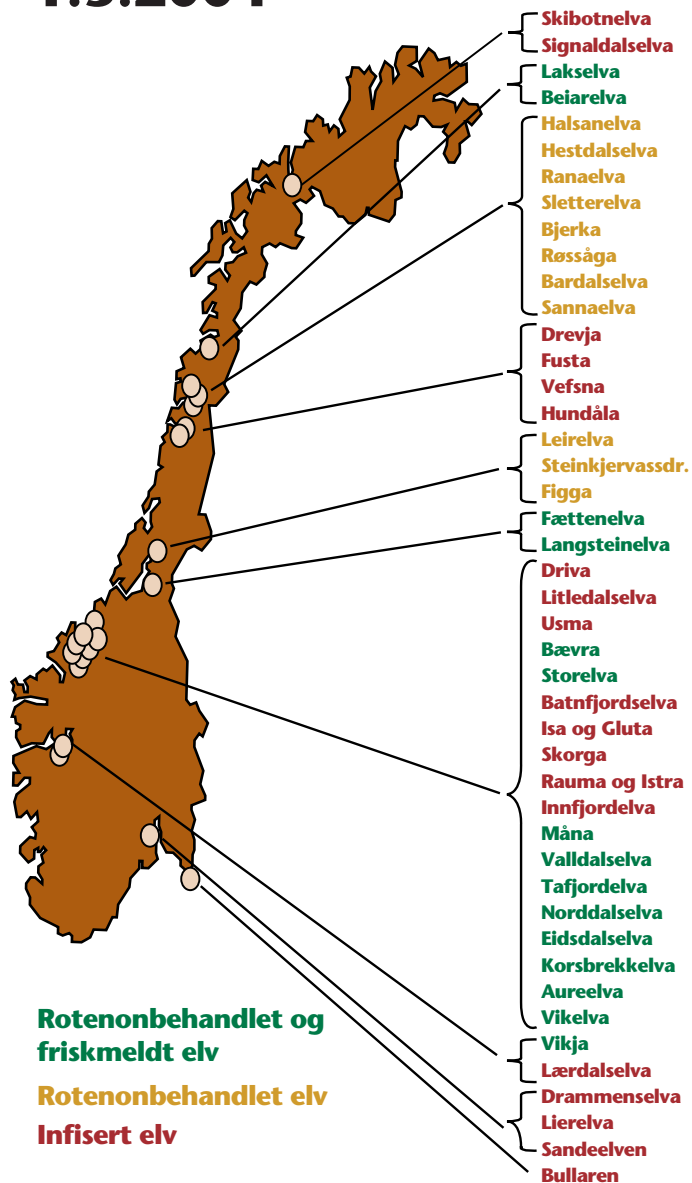 Skibotnelva
Signaldalselva
Lakselva
Beiarelva
Halsanelva
Hestdalselva
Ranaelva
Sletterelva
Bjerka
Røssåga
Bardalselva
Sannaelva
Drevja
Fusta
Vefsna
Hundåla
Leirelva
Steinkjervassdr.
Figga
Fættenelva
Langsteinelva
Driva
Litledalselva
Usma
Bævra
Storelva
Batnfjordselva
Isa og Gluta
Skorga
Rauma og Istra
Innfjordelva
Måna
Valldalselva
Tafjordelva
Norddalselva
Eidsdalselva
Korsbrekkelva
Aureelva
Vikelva
Vikja
Lærdalselva
Drammenselva
Lierelva
Sandeelven
Bullaren
Rotenonbehandlet og
friskmeldt elv
Rotenonbehandlet elv
Infisert elv